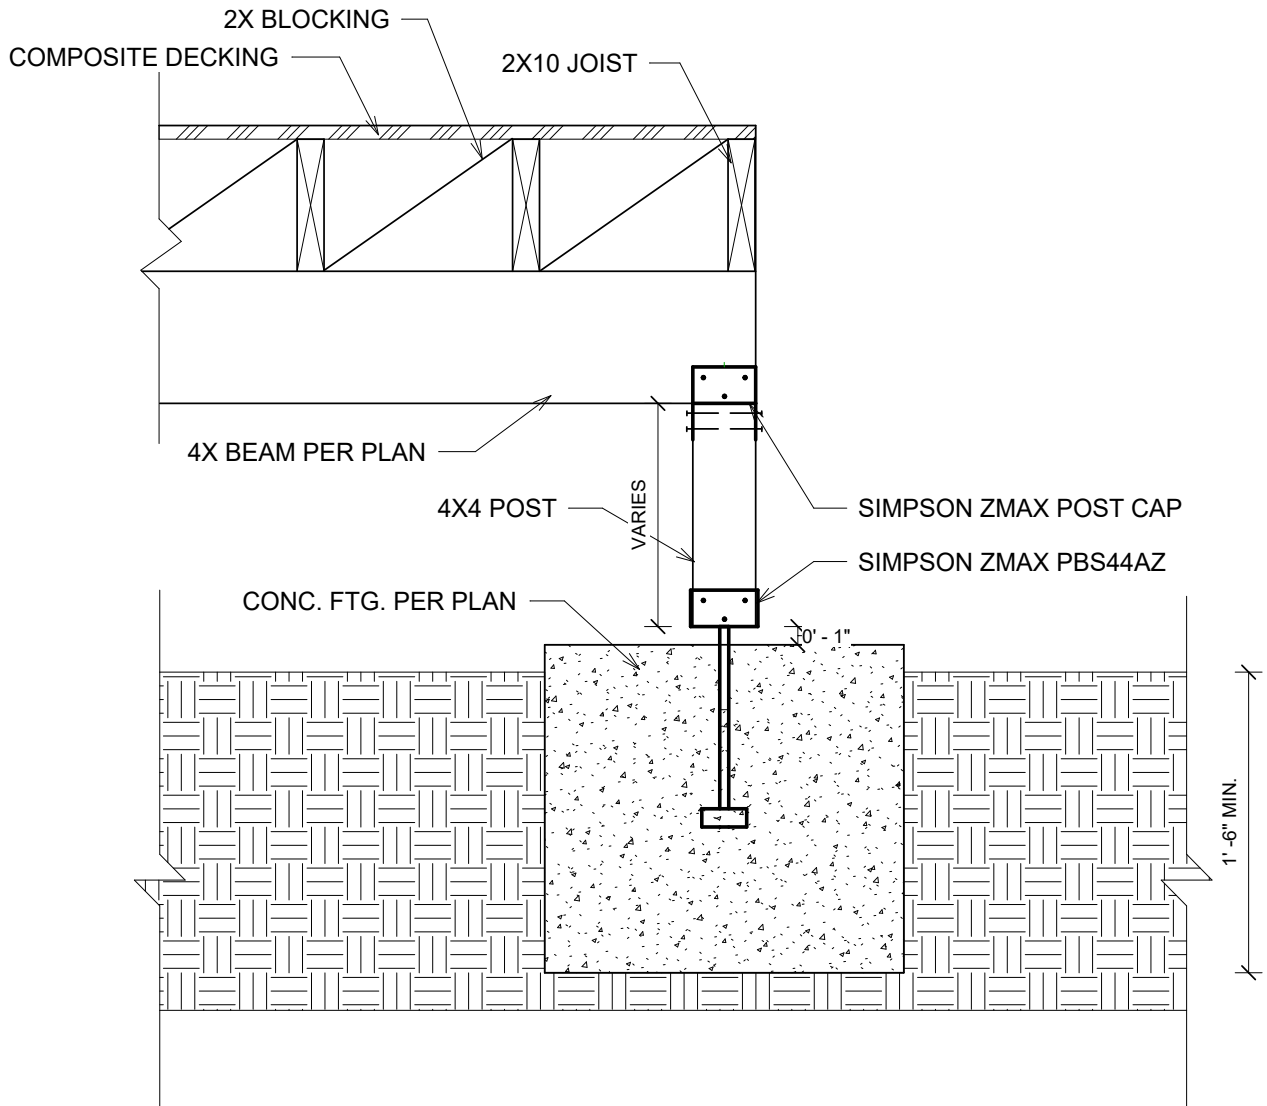 2X BLOCKING
COMPOSITE DECKING
2X10 JOIST
4X BEAM PER PLAN
4X4 POST
VARIES
SIMPSON ZMAX POST CAP
SIMPSON ZMAX PBS44AZ
CONC. FTG. PER PLAN
0' - 1"
1' -6" MIN.